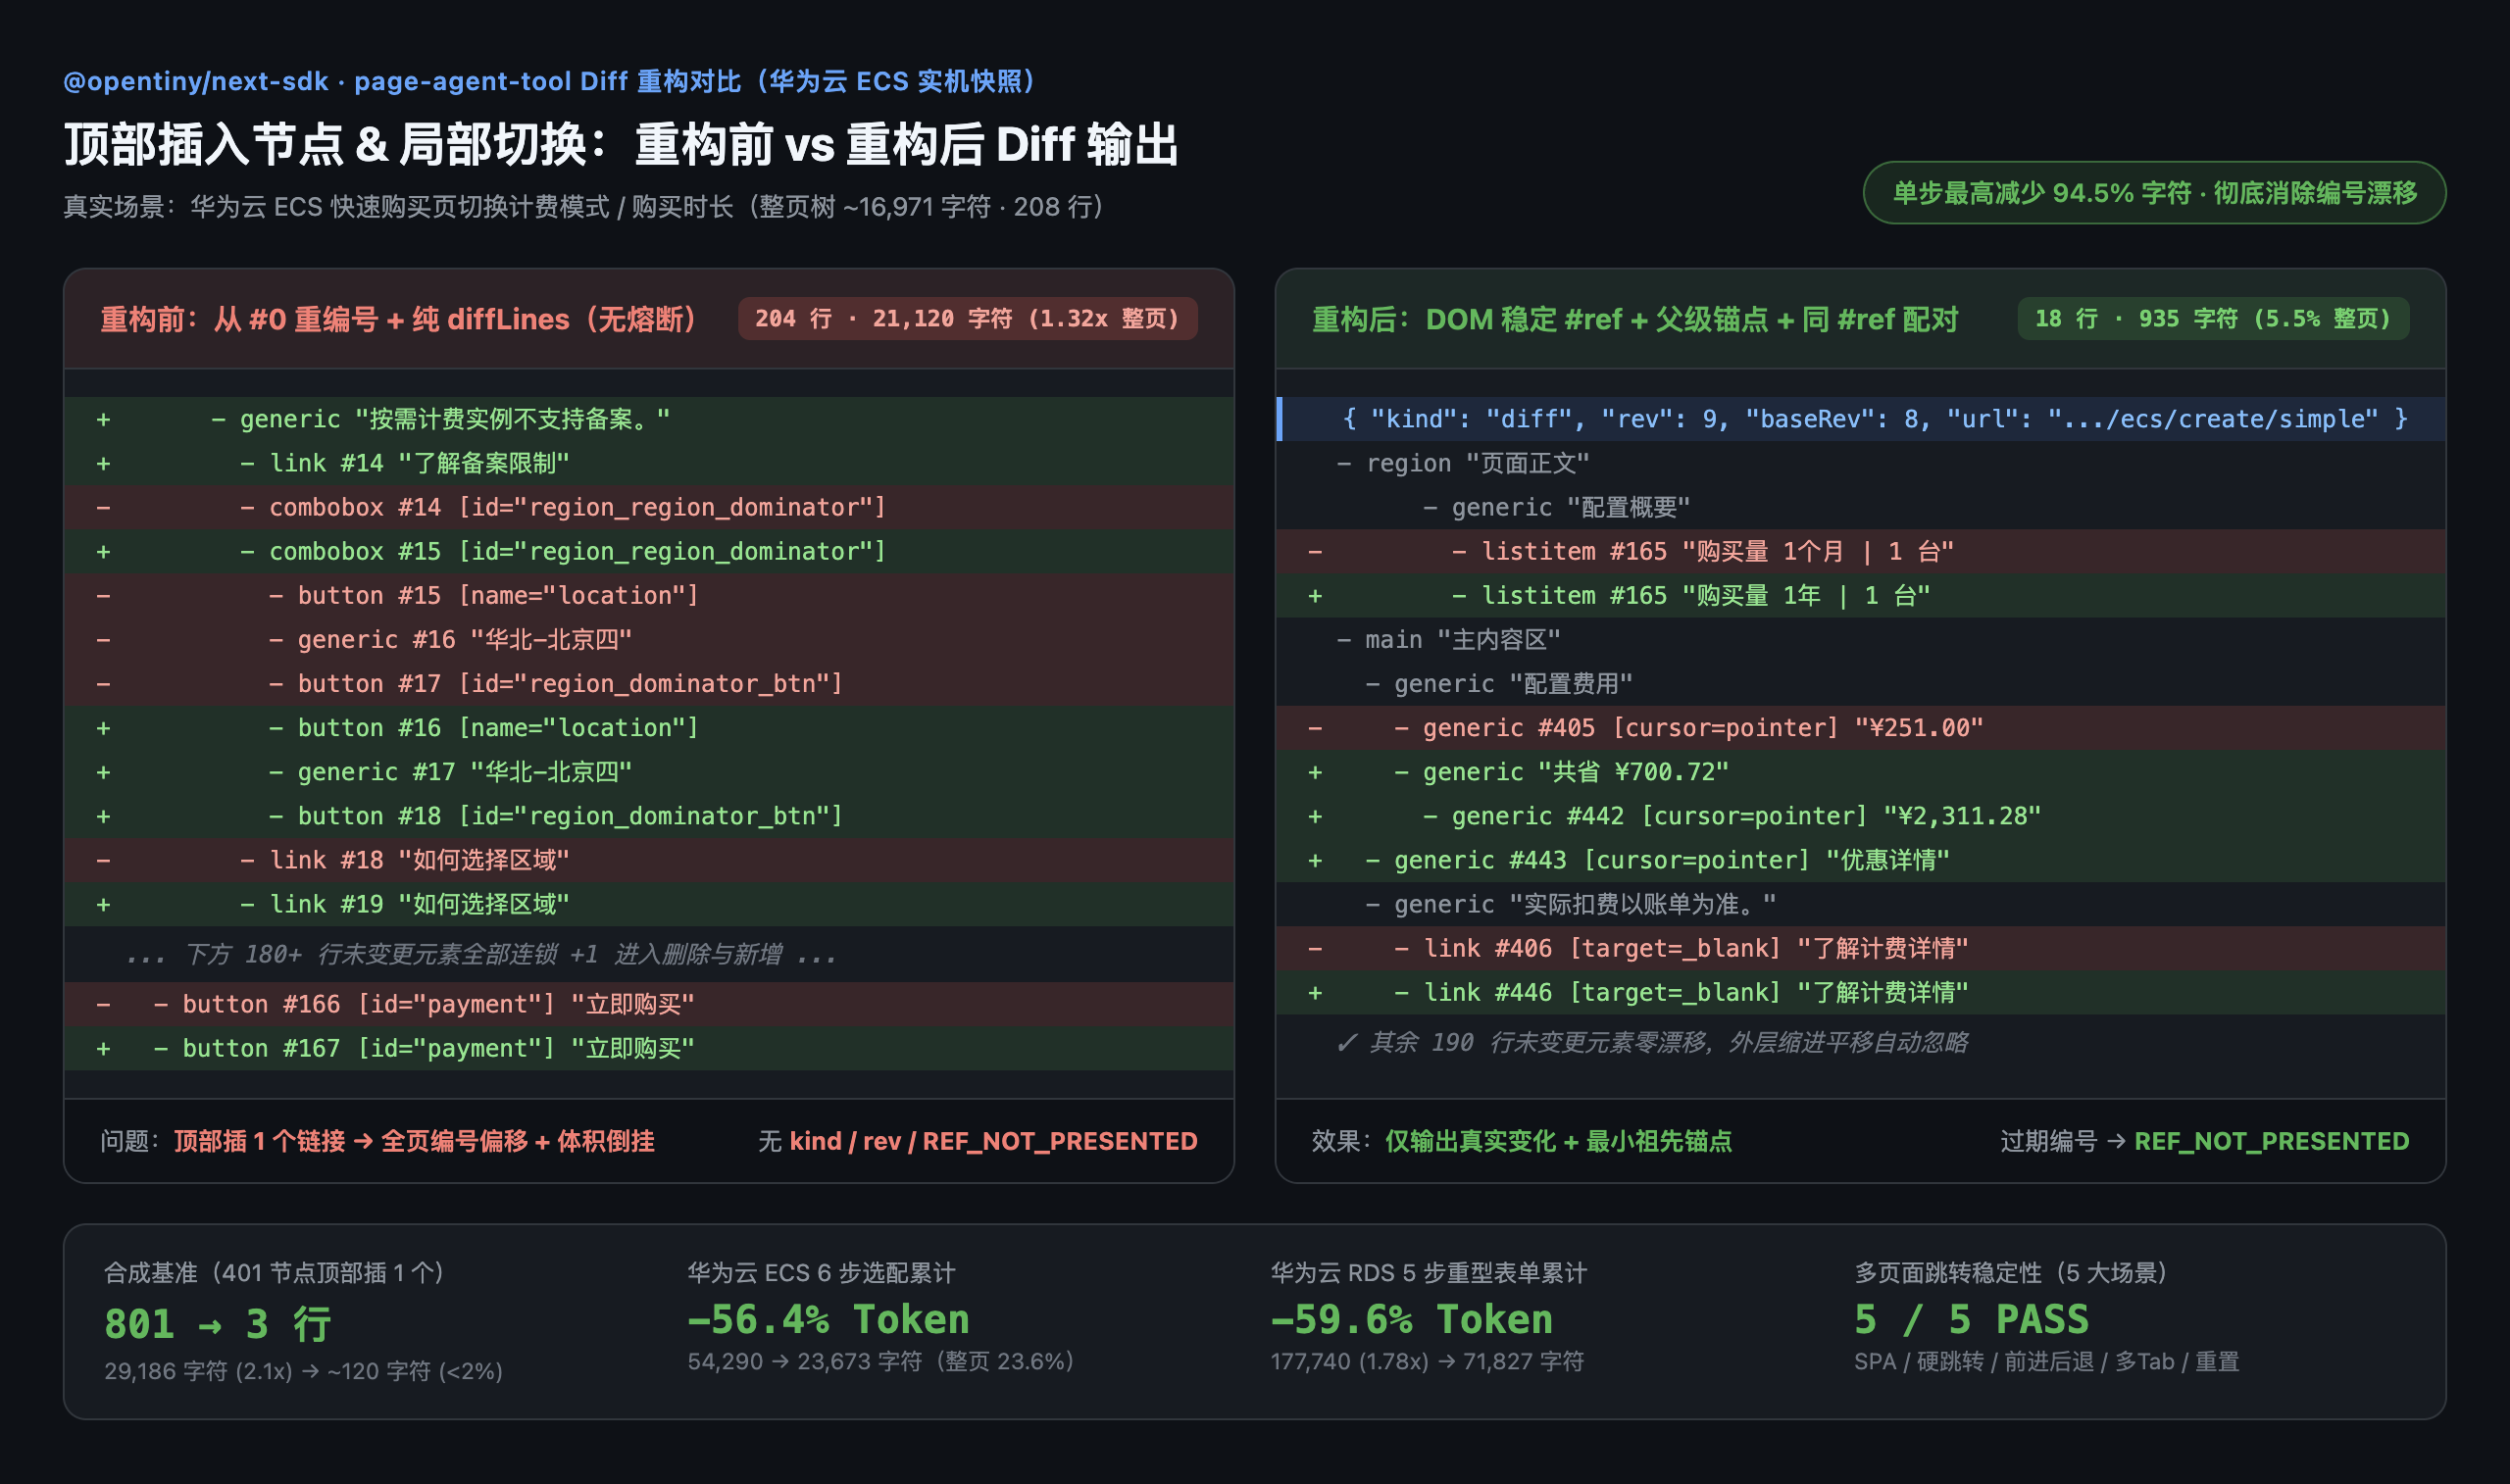 @opentiny/next-sdk · page-agent-tool Diff 重构对比（华为云 ECS 实机快照）
顶部插入节点 & 局部切换：重构前 vs 重构后 Diff 输出
真实场景：华为云 ECS 快速购买页切换计费模式 / 购买时长（整页树 ~16,971 字符 · 208 行）
单步最高减少 94.5% 字符 · 彻底消除编号漂移
重构前：从 #0 重编号 + 纯 diffLines（无熔断）
204 行 · 21,120 字符 (1.32x 整页)
+ – generic "按需计费实例不支持备案。"
+ – link #14 "了解备案限制"
– – combobox #14 [id="region_region_dominator"]
+ – combobox #15 [id="region_region_dominator"]
– – button #15 [name="location"]
– – generic #16 "华北–北京四"
– – button #17 [id="region_dominator_btn"]
+ – button #16 [name="location"]
+ – generic #17 "华北–北京四"
+ – button #18 [id="region_dominator_btn"]
– – link #18 "如何选择区域"
+ – link #19 "如何选择区域"
... 下方 180+ 行未变更元素全部连锁 +1 进入删除与新增 ...
– – button #166 [id="payment"] "立即购买"
+ – button #167 [id="payment"] "立即购买"
问题：顶部插 1 个链接 → 全页编号偏移 + 体积倒挂
无 kind / rev / REF_NOT_PRESENTED
重构后：DOM 稳定 #ref + 父级锚点 + 同 #ref 配对
18 行 · 935 字符 (5.5% 整页)
{ "kind": "diff", "rev": 9, "baseRev": 8, "url": ".../ecs/create/simple" }
– region "页面正文"
– generic "配置概要"
– – listitem #165 "购买量 1个月 | 1 台"
+ – listitem #165 "购买量 1年 | 1 台"
– main "主内容区"
– generic "配置费用"
– – generic #405 [cursor=pointer] "¥251.00"
+ – generic "共省 ¥700.72"
+ – generic #442 [cursor=pointer] "¥2,311.28"
+ – generic #443 [cursor=pointer] "优惠详情"
– generic "实际扣费以账单为准。"
– – link #406 [target=_blank] "了解计费详情"
+ – link #446 [target=_blank] "了解计费详情"
✓ 其余 190 行未变更元素零漂移，外层缩进平移自动忽略
效果：仅输出真实变化 + 最小祖先锚点
过期编号 → REF_NOT_PRESENTED
合成基准（401 节点顶部插 1 个）
801 → 3 行
29,186 字符 (2.1x) → ~120 字符 (<2%)
华为云 ECS 6 步选配累计
–56.4% Token
54,290 → 23,673 字符（整页 23.6%）
华为云 RDS 5 步重型表单累计
–59.6% Token
177,740 (1.78x) → 71,827 字符
多页面跳转稳定性（5 大场景）
5 / 5 PASS
SPA / 硬跳转 / 前进后退 / 多Tab / 重置